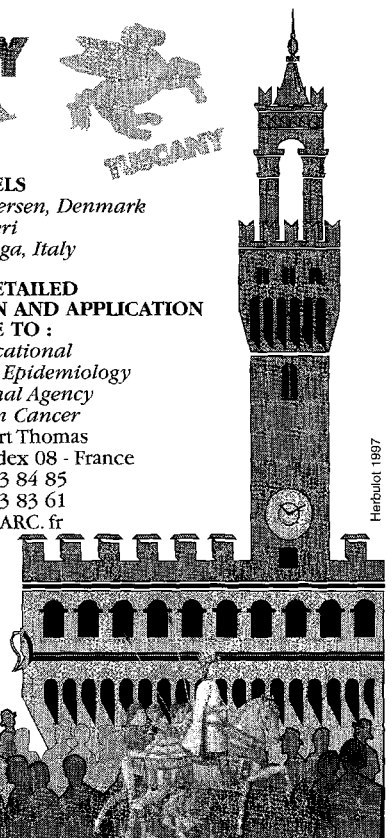 Y
TUSCANY
ELS
ersen, Denmark
eri
ga, Italy
ETAILED
N AND APPLICATION
E TO :
cational
Epidemiology
nal Agency
n Cancer
rt Thomas
dex 08 - France
3 84 85
3 83 61
ARC. fr
Herbulot 1997